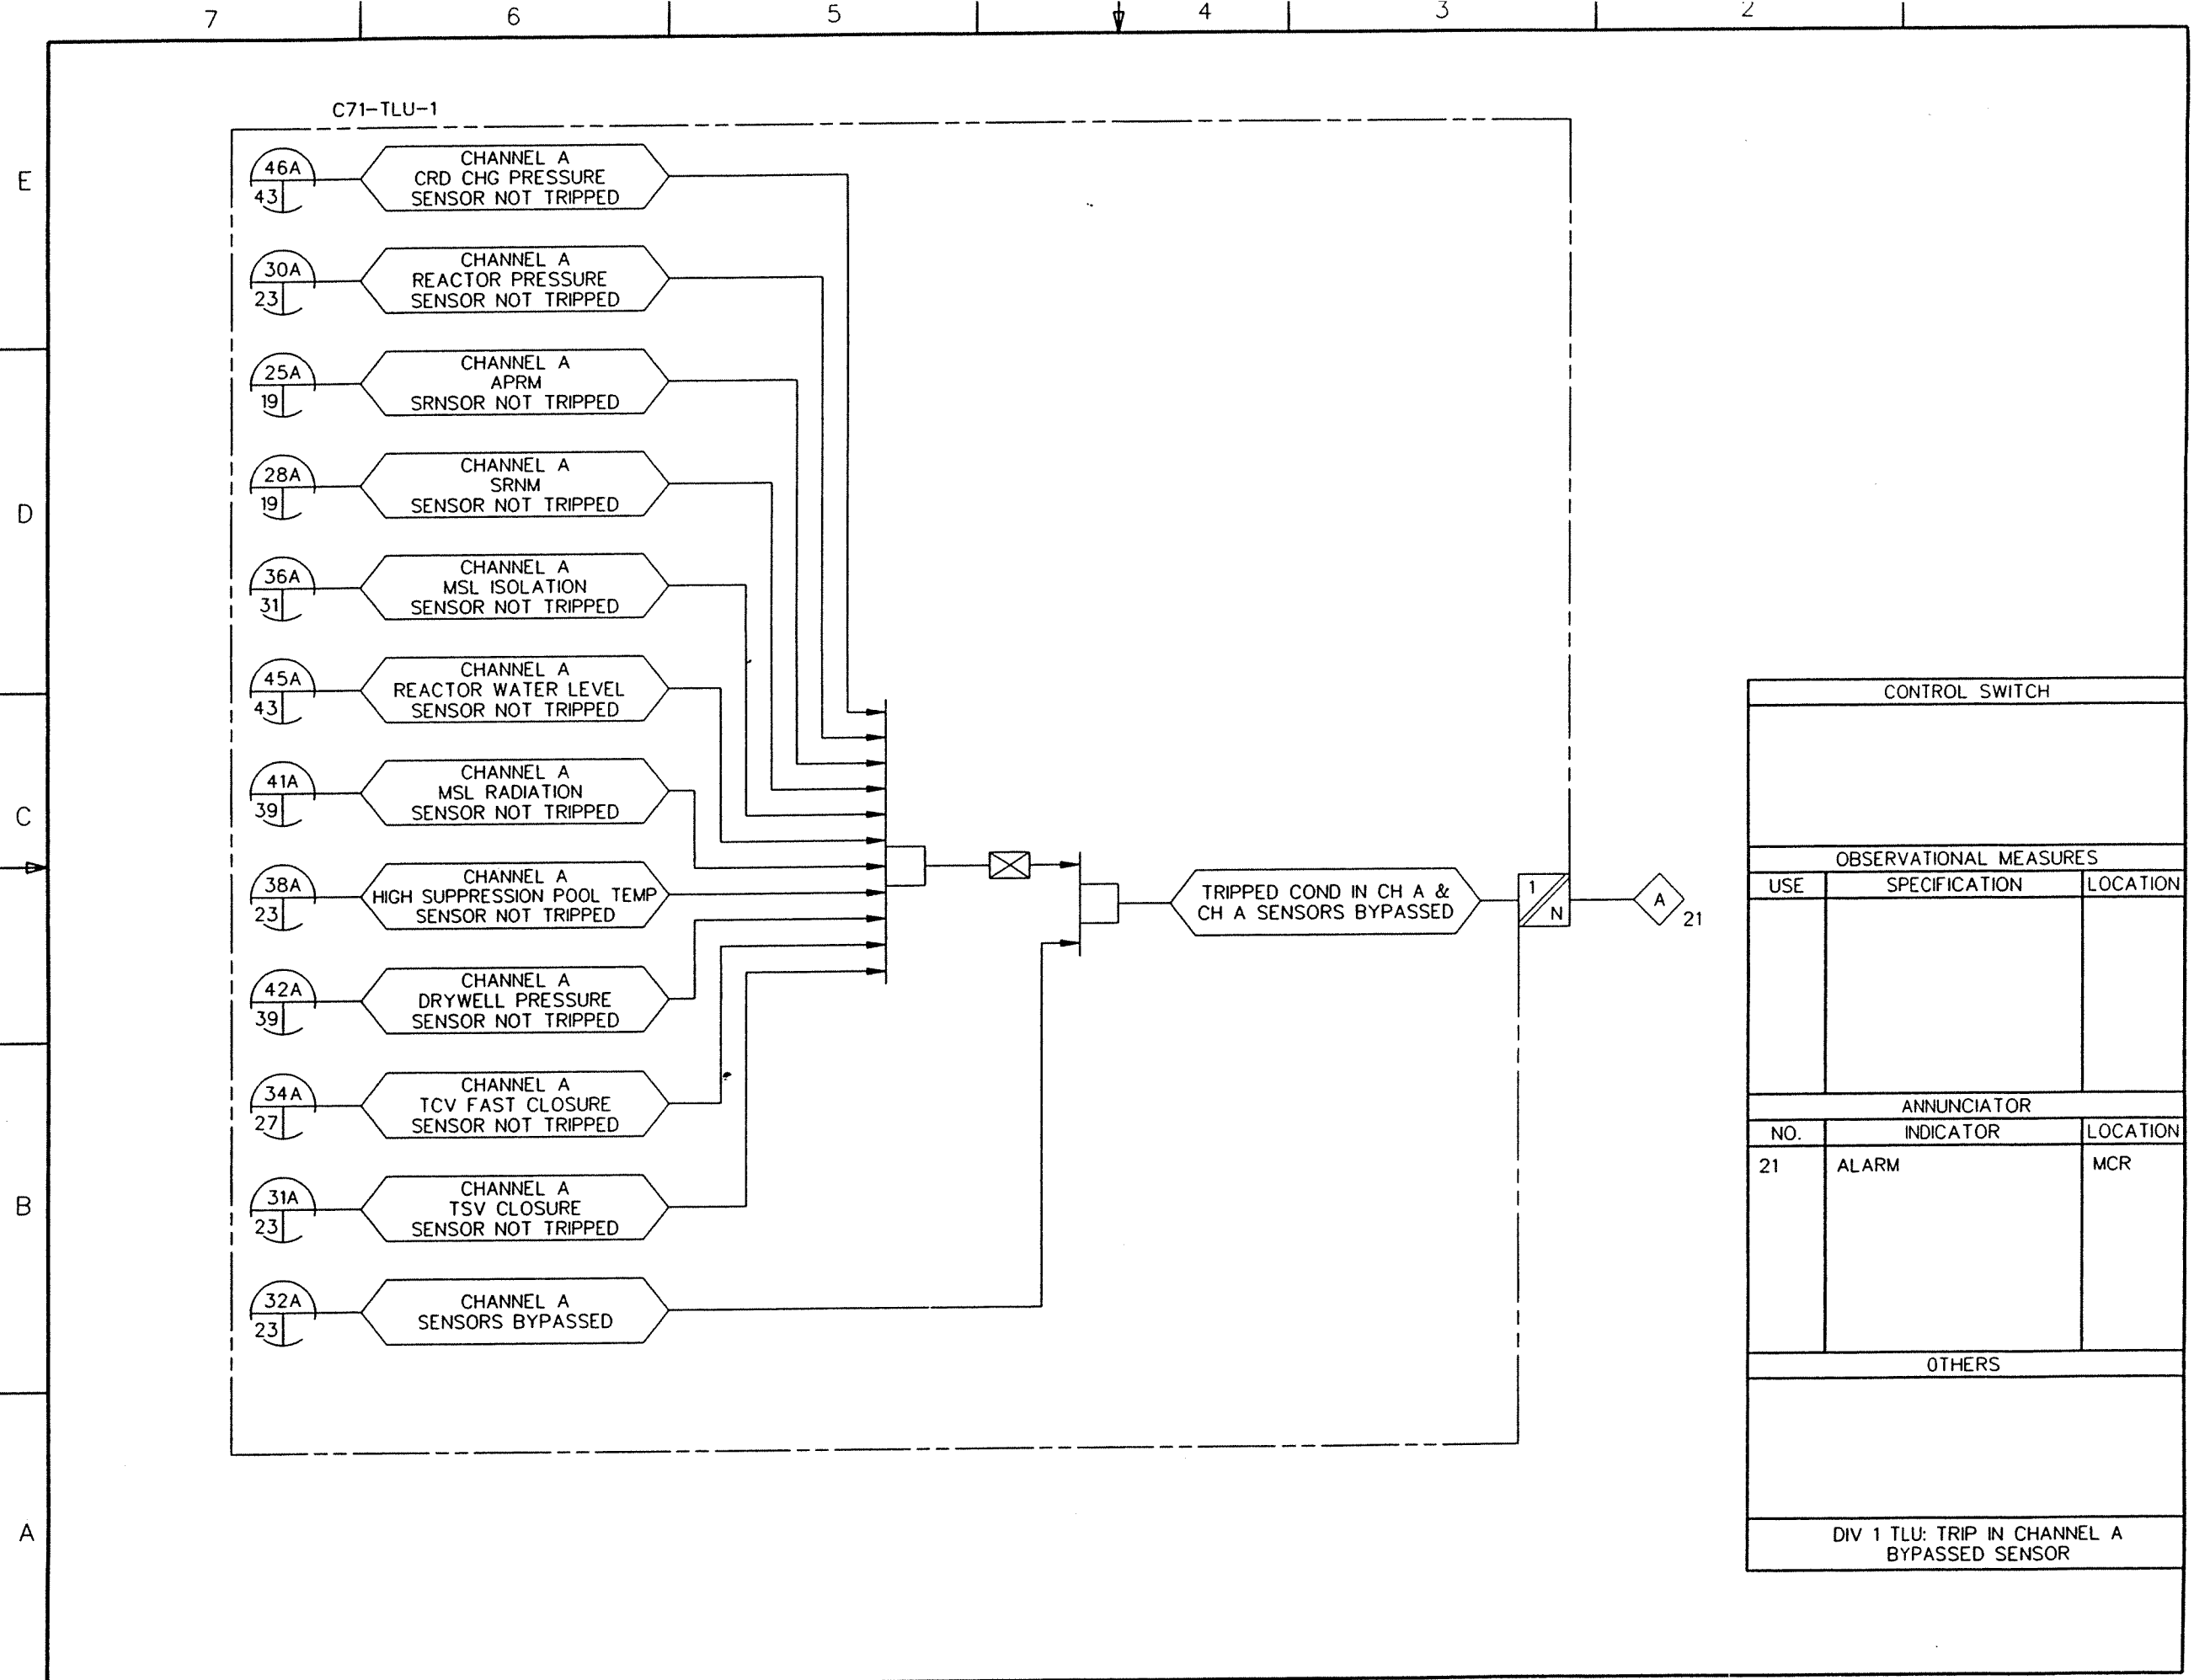 7 6 5 4 3 2
C71-TLU-1
E
46A
43
CHANNEL A
CRD CHG PRESSURE
SENSOR NOT TRIPPED
30A
23
CHANNEL A
REACTOR PRESSURE
SENSOR NOT TRIPPED
25A
19
CHANNEL A
APRM
SRNSOR NOT TRIPPED
D
28A
19
CHANNEL A
SRNM
SENSOR NOT TRIPPED
36A
31
CHANNEL A
MSL ISOLATION
SENSOR NOT TRIPPED
45A
43
CHANNEL A
REACTOR WATER LEVEL
SENSOR NOT TRIPPED
C
41A
39
CHANNEL A
MSL RADIATION
SENSOR NOT TRIPPED
38A
23
CHANNEL A
HIGH SUPPRESSION POOL TEMP
SENSOR NOT TRIPPED
42A
39
CHANNEL A
DRYWELL PRESSURE
SENSOR NOT TRIPPED
34A
27
CHANNEL A
TCV FAST CLOSURE
SENSOR NOT TRIPPED
B
31A
23
CHANNEL A
TSV CLOSURE
SENSOR NOT TRIPPED
32A
23
CHANNEL A
SENSORS BYPASSED
A
TRIPPED COND IN CH A &
CH A SENSORS BYPASSED
1
N
A
21
CONTROL SWITCH
OBSERVATIONAL MEASURES
USE SPECIFICATION LOCATION
ANNUNCIATOR
NO. INDICATOR LOCATION
21 ALARM MCR
OTHERS
DIV 1 TLU: TRIP IN CHANNEL A
BYPASSED SENSOR